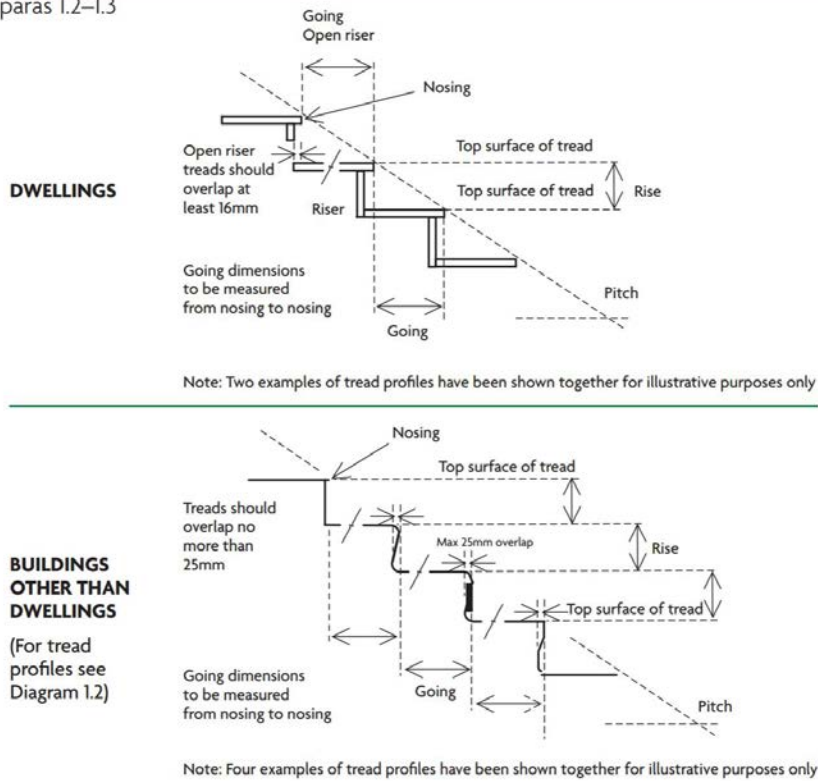 paras 1.2–1.3
Going
Open riser
Nosing
Open riser
treads should
overlap at
least 16mm
Top surface of tread
DWELLINGS
Top surface of tread
Rise
Riser
Going dimensions
to be measured
from nosing to nosing
Pitch
Going
Note: Two examples of tread profiles have been shown together for illustrative purposes only
Nosing
Top surface of tread
Treads should
overlap no
more than
25mm
Max 25mm overlap
Rise
BUILDINGS
OTHER THAN
DWELLINGS
(For tread
profiles see
Diagram 1.2)
Top surface of tread
Going dimensions
to be measured
from nosing to nosing
Going
Pitch
Note: Four examples of tread profiles have been shown together for illustrative purposes only